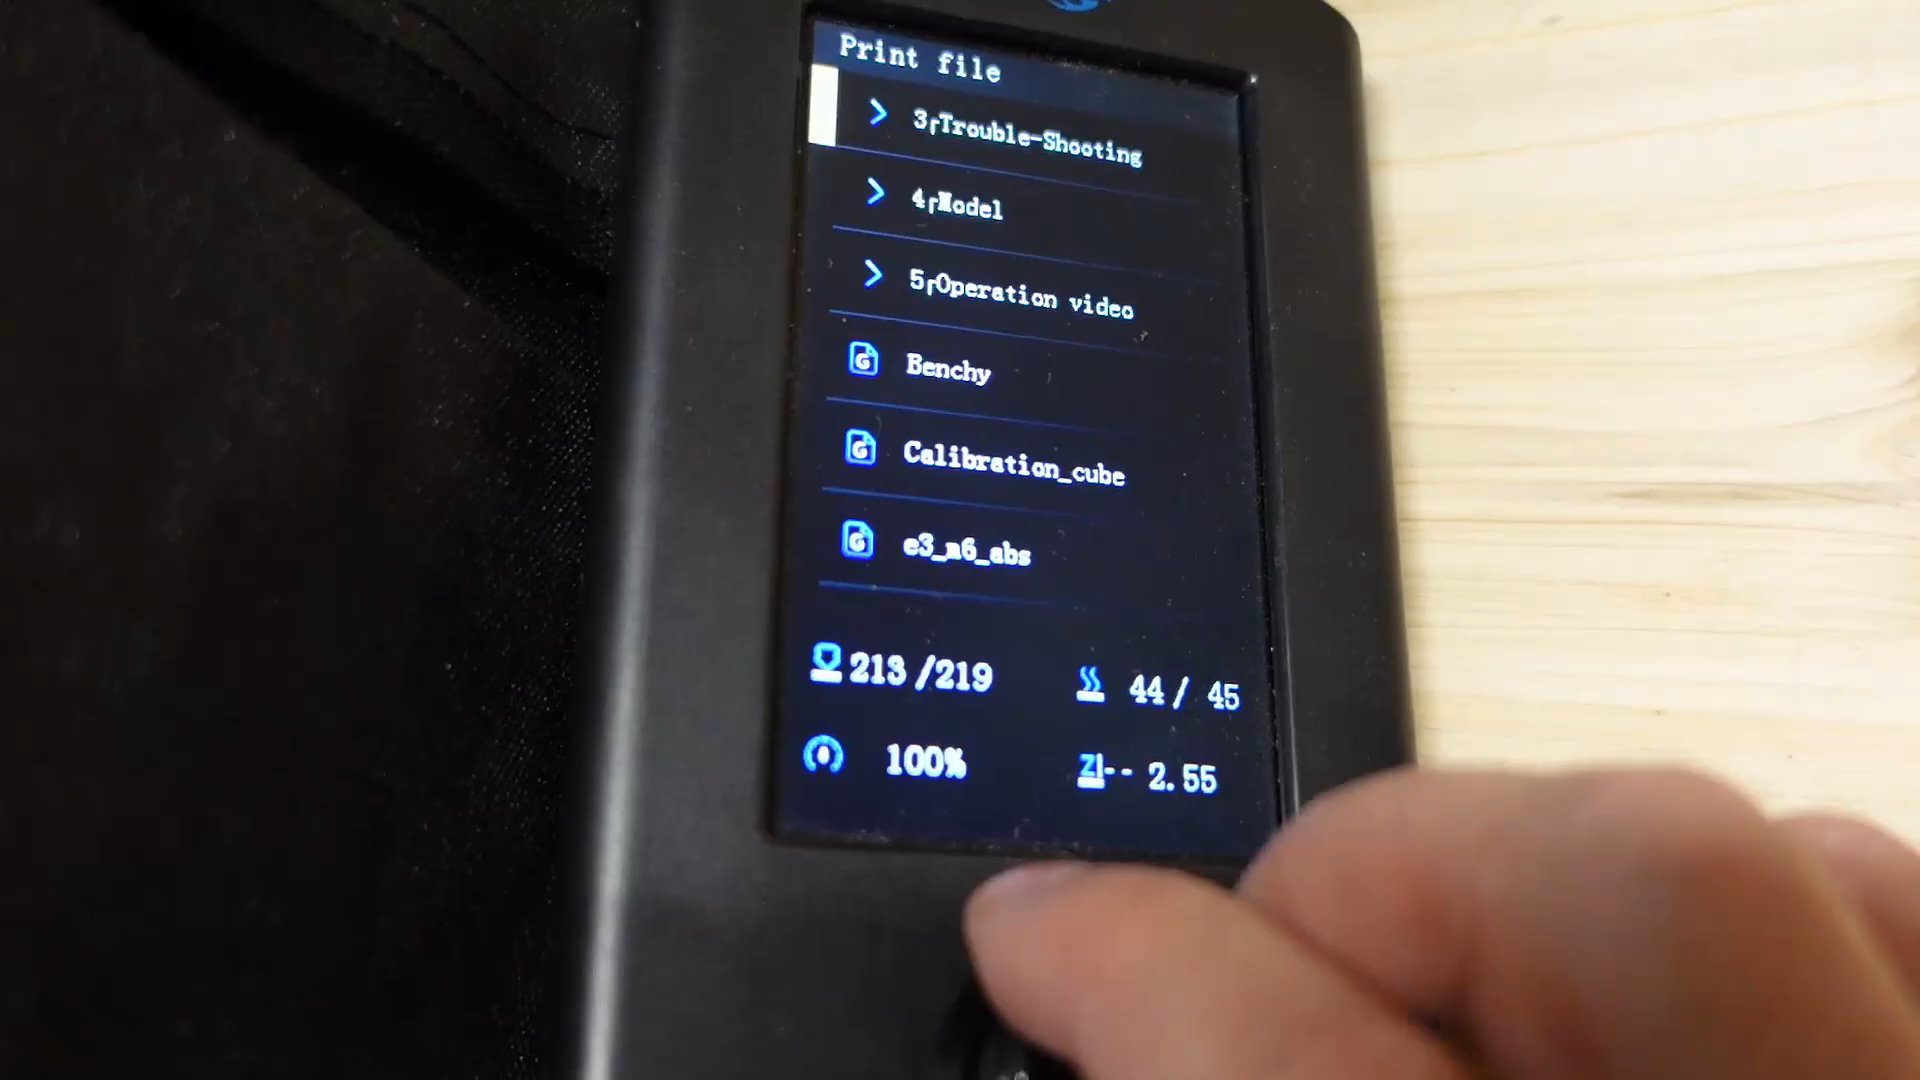 Print file
3┌Trouble-Shooting
4┌Model
5┌Operation video
Benchy
Calibration_cube
e3_m6_abs
213 /219
44 / 45
100%
Z -- 2.55